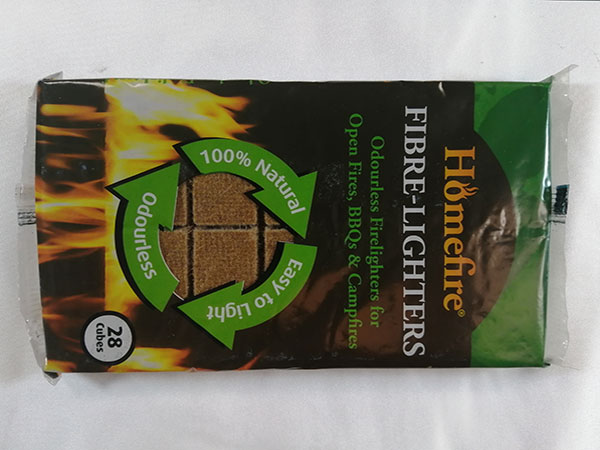 Homefire®
FIBRE-LIGHTERS
Odourless Firelighters for
Open Fires, BBQs & Campfires
100% Natural
Easy to Light
Odourless
28
Cubes